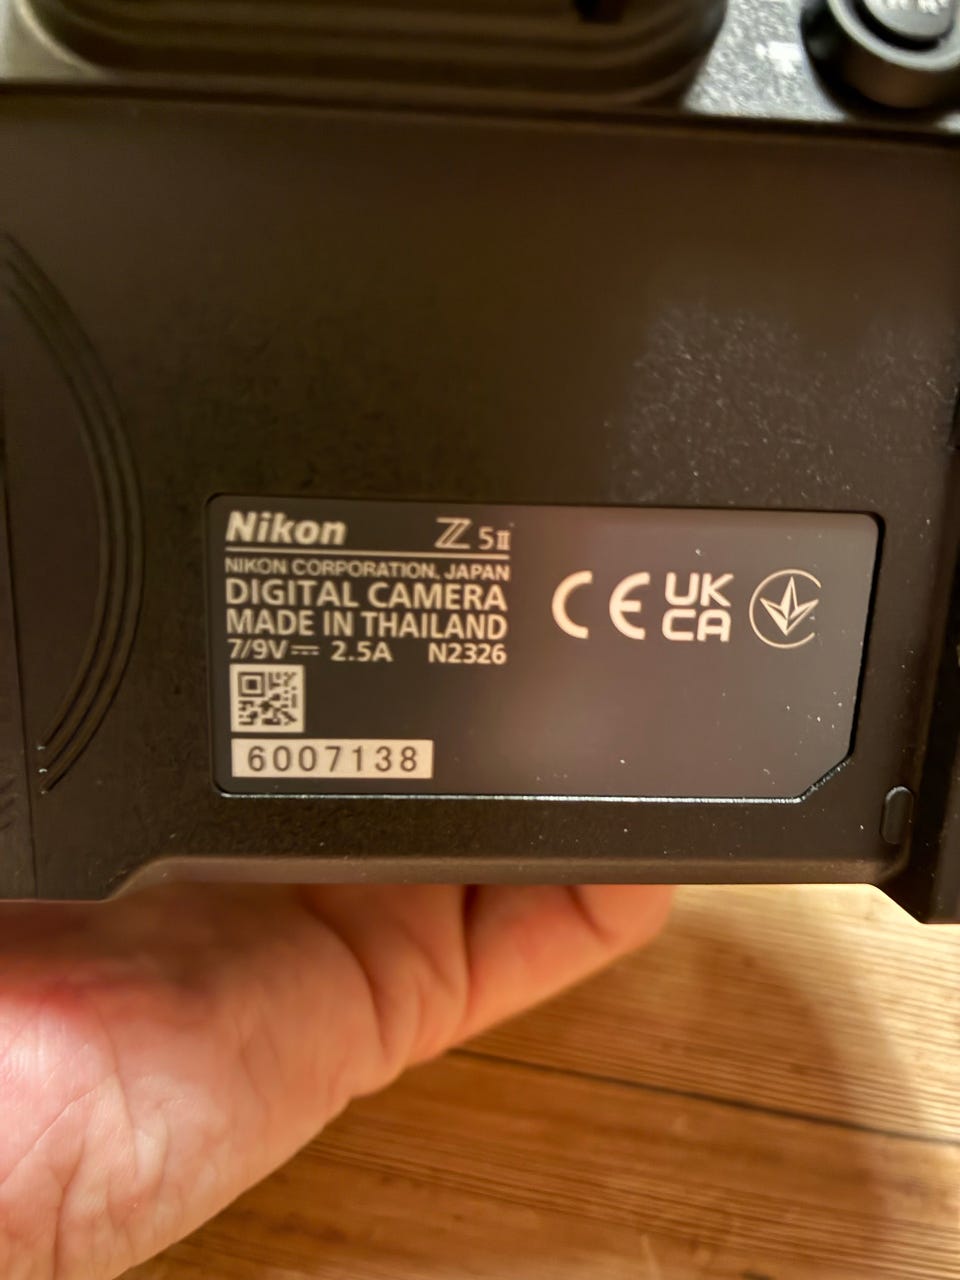 Nikon Z 5II
NIKON CORPORATION, JAPAN
DIGITAL CAMERA
MADE IN THAILAND
7/9V⎓ 2.5A N2326
6007138
CE UK
CA